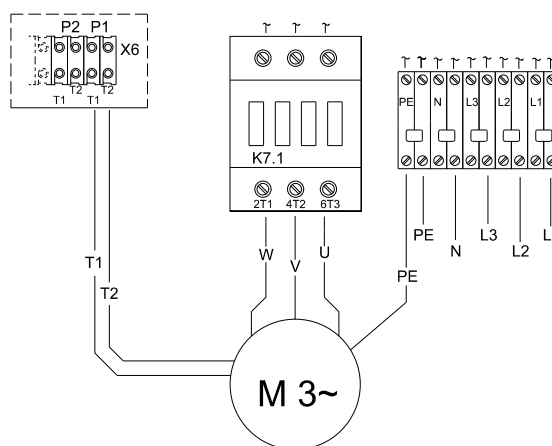 P2 P1
X6
T2 T2
T1 T1
K7.1
2T1 4T2 6T3
PE N L3 L2 L1
W V U
PE N L3 L2 L
PE
T1
T2
M 3~